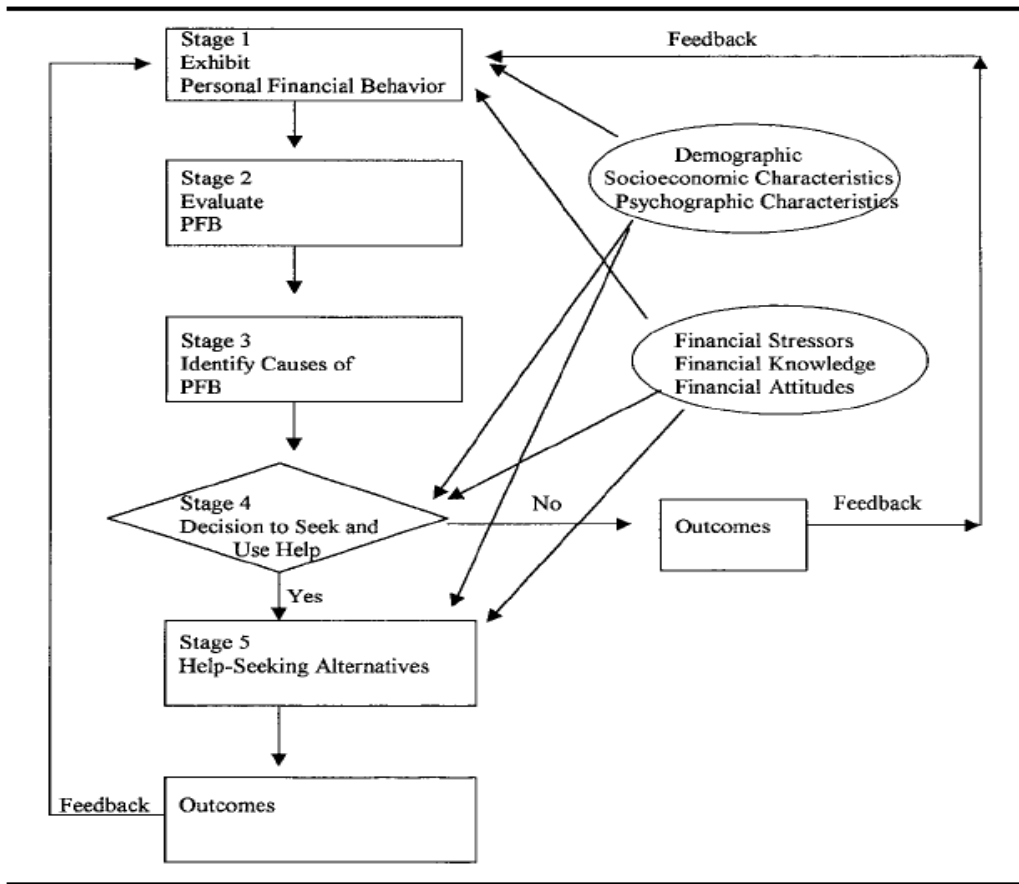 Stage 1
Exhibit
Personal Financial Behavior
Feedback
Demographic
Socioeconomic Characteristics
Psychographic Characteristics
Stage 2
Evaluate
PFB
Stage 3
Identify Causes of
PFB
Financial Stressors
Financial Knowledge
Financial Attitudes
Stage 4
Decision to Seek and
Use Help
No
Outcomes
Feedback
Yes
Stage 5
Help-Seeking Alternatives
Feedback
Outcomes